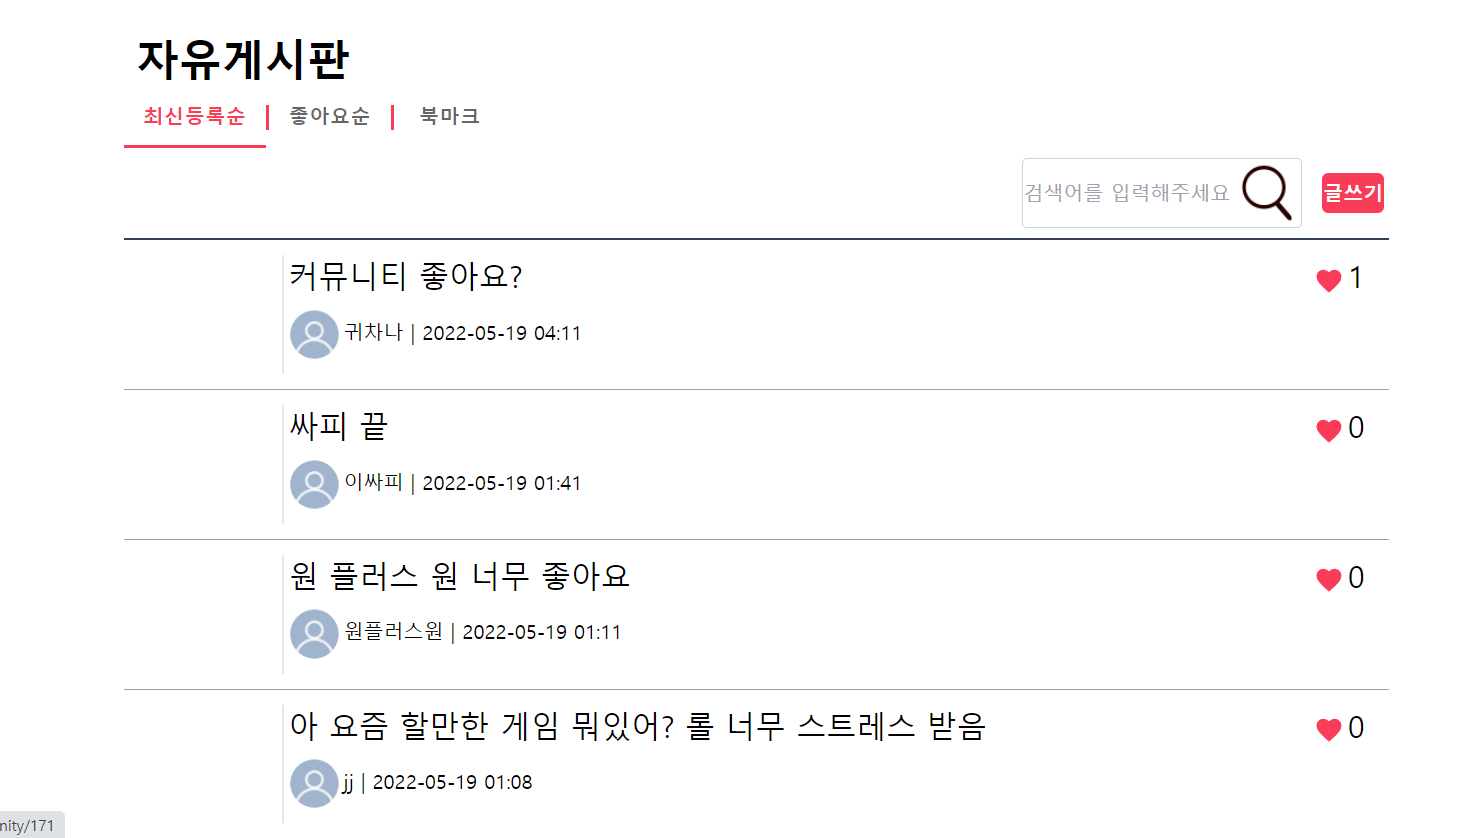 자유게시판
최신등록순 | 좋아요순 | 북마크
검색어를 입력해주세요 글쓰기
커뮤니티 좋아요? 1
귀차나 | 2022-05-19 04:11
싸피 끝 0
이싸피 | 2022-05-19 01:41
원 플러스 원 너무 좋아요 0
원플러스원 | 2022-05-19 01:11
아 요즘 할만한 게임 뭐있어? 롤 너무 스트레스 받음 0
jj | 2022-05-19 01:08
nity/171